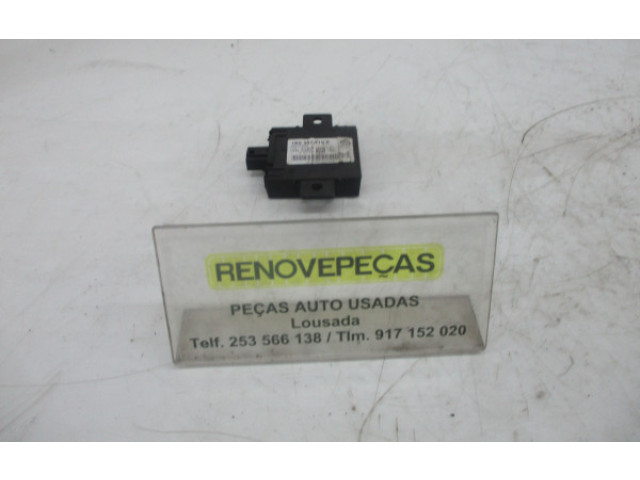 RENOVEPEÇAS
PEÇAS AUTO USADAS
Lousada
Telf. 253 566 138 / Tlm. 917 152 020